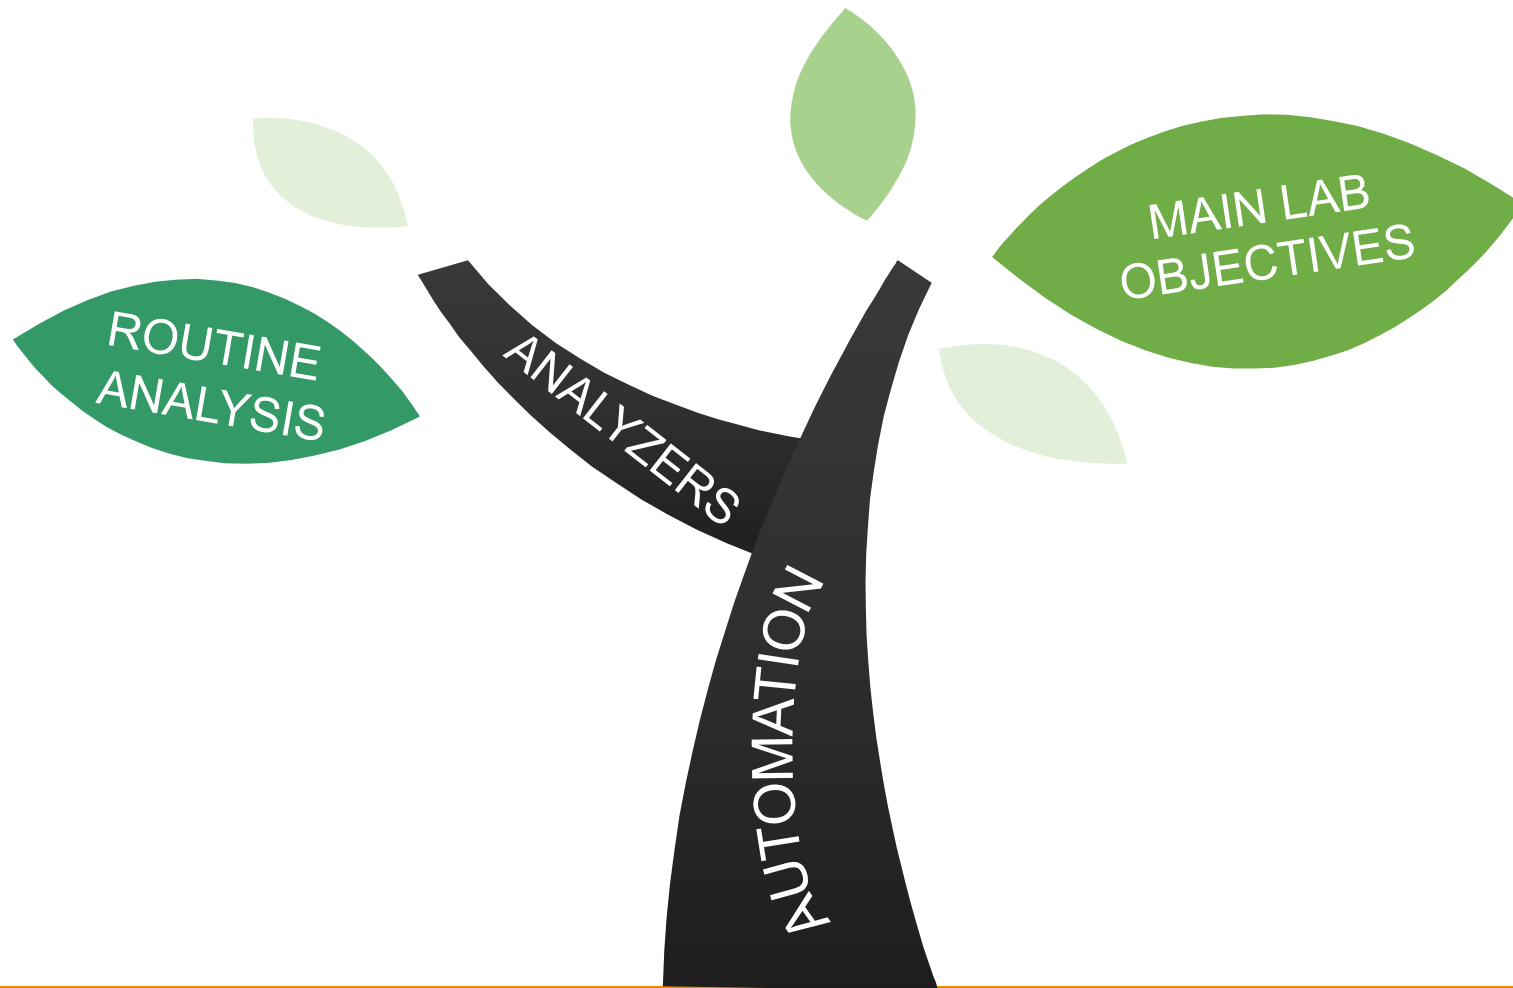 MAIN LAB
OBJECTIVES
ROUTINE
ANALYSIS
ANALYZERS
AUTOMATION